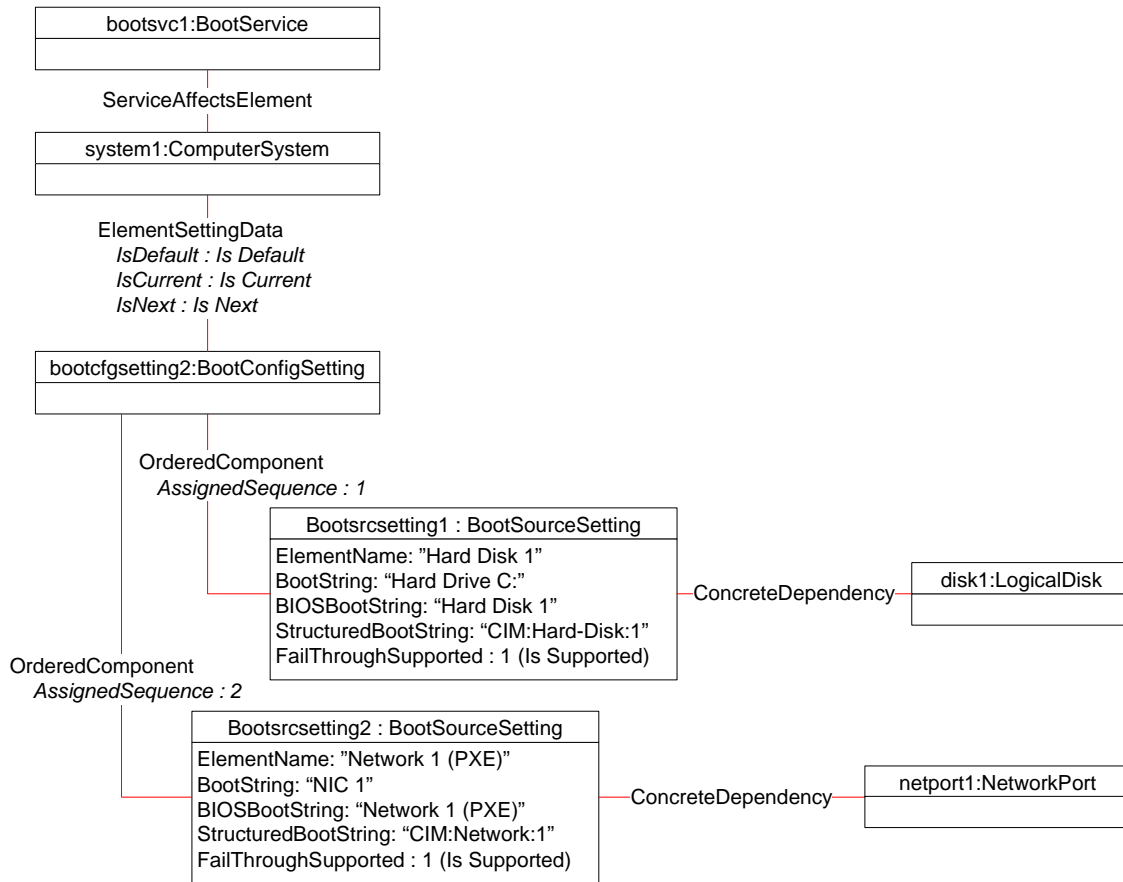 bootsvc1:BootService
ServiceAffectsElement
system1:ComputerSystem
ElementSettingData
IsDefault : Is Default
IsCurrent : Is Current
IsNext : Is Next
bootcfgsetting2:BootConfigSetting
OrderedComponent
AssignedSequence : 1
Bootsrcsetting1 : BootSourceSetting
ElementName: ”Hard Disk 1”
BootString: “Hard Drive C:”
BIOSBootString: “Hard Disk 1”
StructuredBootString: “CIM:Hard-Disk:1”
FailThroughSupported : 1 (Is Supported)
ConcreteDependency
disk1:LogicalDisk
OrderedComponent
AssignedSequence : 2
Bootsrcsetting2 : BootSourceSetting
ElementName: ”Network 1 (PXE)”
BootString: “NIC 1”
BIOSBootString: “Network 1 (PXE)”
StructuredBootString: “CIM:Network:1”
FailThroughSupported : 1 (Is Supported)
ConcreteDependency
netport1:NetworkPort